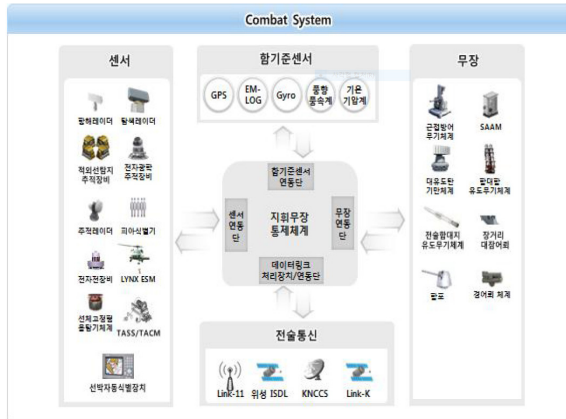 Combat System
센서
항해레이더
탐색레이더
적외선탐지
추적장비
전자광학
추적장비
추적레이더
피아식별기
전자전장비
LYNX ESM
선체고정형
음탐기체계
TASS/TACM
선박자동식별장치
함기준센서
GPS
EM-
LOG
Gyro
풍향
풍속계
기온
기압계
함기준센서
연동단
센서
연동
단
지휘무장
통제체계
무장
연동
단
데이터링크
처리장치/연동단
전술통신
Link-11
위성 ISDL
KNCCS
Link-K
무장
근접방어
무기체계
SAAM
대유도탄
기만체계
함대함
유도무기체계
전술함대지
유도무기체계
장거리
대잠어뢰
함포
경어뢰 체계